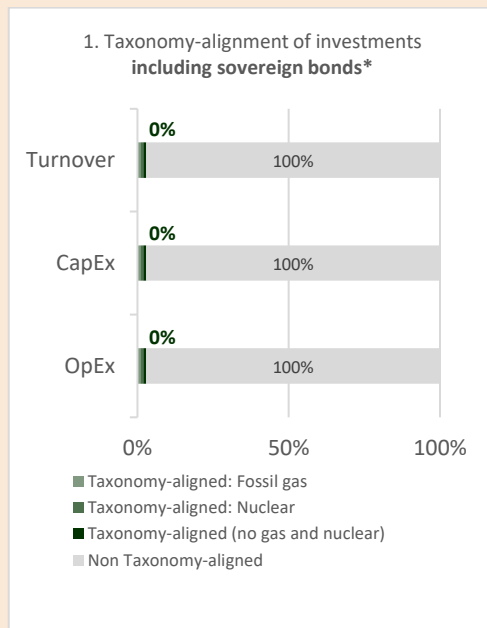 1. Taxonomy-alignment of investments
including sovereign bonds*
0%
Turnover
100%
0%
CapEx
100%
0%
OpEx
100%
0%
50%
100%
Taxonomy-aligned: Fossil gas
Taxonomy-aligned: Nuclear
Taxonomy-aligned (no gas and nuclear)
Non Taxonomy-aligned